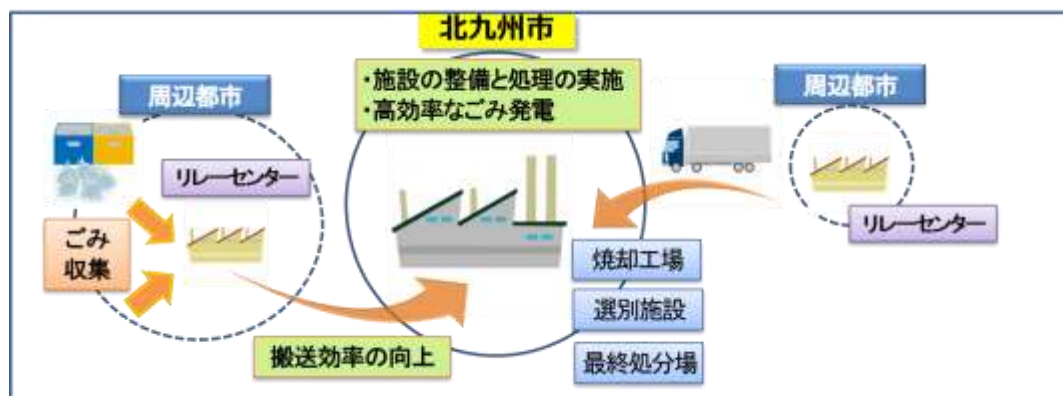 北九州市
・施設の整備と処理の実施
・高効率なごみ発電
周辺都市
リレーセンター
ごみ
収集
搬送効率の向上
周辺都市
リレーセンター
焼却工場
選別施設
最終処分場